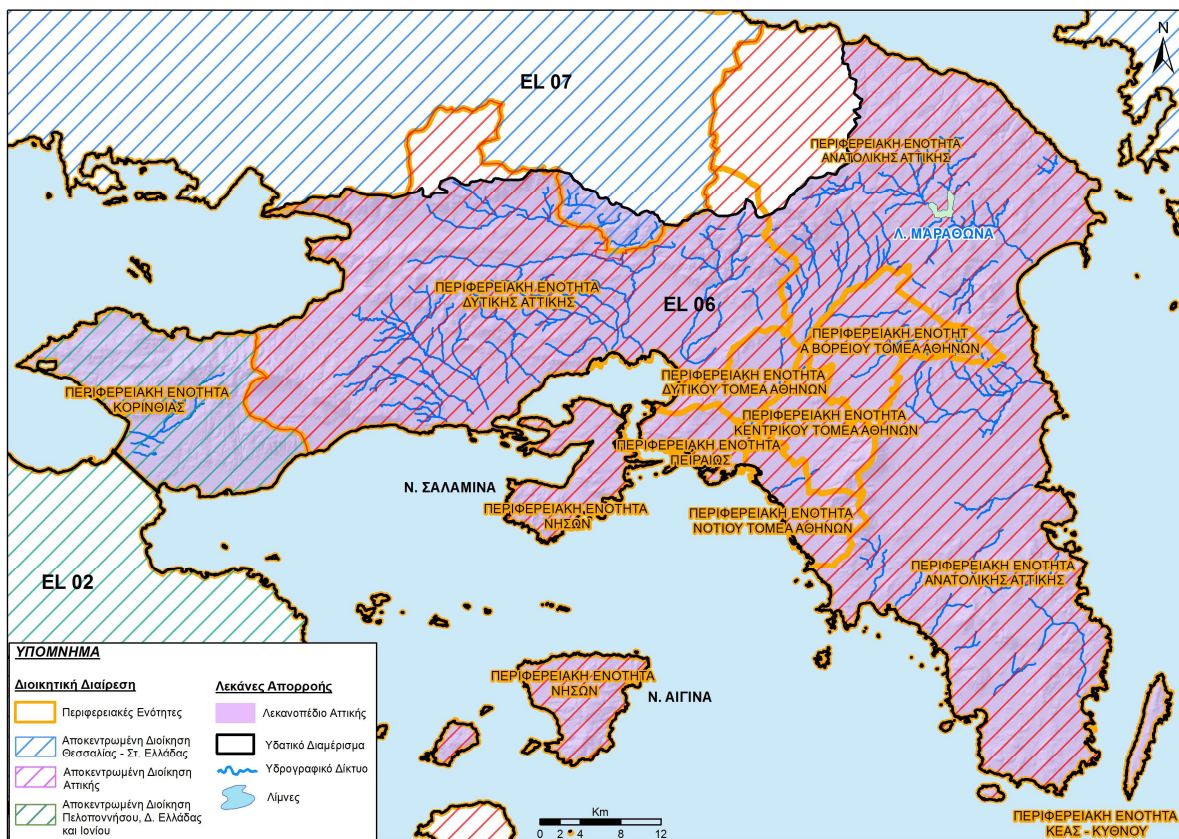 N
EL 07
ΠΕΡΙΦΕΡΕΙΑΚΗ ΕΝΟΤΗΤΑ
ΑΝΑΤΟΛΙΚΗΣ ΑΤΤΙΚΗΣ
Λ. ΜΑΡΑΘΩΝΑ
ΠΕΡΙΦΕΡΕΙΑΚΗ ΕΝΟΤΗΤΑ
ΔΥΤΙΚΗΣ ΑΤΤΙΚΗΣ
EL 06
ΠΕΡΙΦΕΡΕΙΑΚΗ ΕΝΟΤΗΤ
Α ΒΟΡΕΙΟΥ ΤΟΜΕΑ ΑΘΗΝΩΝ
ΠΕΡΙΦΕΡΕΙΑΚΗ ΕΝΟΤΗΤΑ
ΔΥΤΙΚΟΥ ΤΟΜΕΑ ΑΘΗΝΩΝ
ΠΕΡΙΦΕΡΕΙΑΚΗ ΕΝΟΤΗΤΑ
ΚΟΡΙΝΘΙΑΣ
ΠΕΡΙΦΕΡΕΙΑΚΗ ΕΝΟΤΗΤΑ
ΚΕΝΤΡΙΚΟΥ ΤΟΜΕΑ ΑΘΗΝΩΝ
ΠΕΡΙΦΕΡΕΙΑΚΗ ΕΝΟΤΗΤΑ
ΠΕΙΡΑΙΩΣ
Ν. ΣΑΛΑΜΙΝΑ
ΠΕΡΙΦΕΡΕΙΑΚΗ ΕΝΟΤΗΤΑ
ΝΗΣΩΝ
ΠΕΡΙΦΕΡΕΙΑΚΗ ΕΝΟΤΗΤΑ
ΝΟΤΙΟΥ ΤΟΜΕΑ ΑΘΗΝΩΝ
ΠΕΡΙΦΕΡΕΙΑΚΗ ΕΝΟΤΗΤΑ
ΑΝΑΤΟΛΙΚΗΣ ΑΤΤΙΚΗΣ
EL 02
ΠΕΡΙΦΕΡΕΙΑΚΗ ΕΝΟΤΗΤΑ
ΝΗΣΩΝ
Ν. ΑΙΓΙΝΑ
ΥΠΟΜΝΗΜΑ
Διοικητική Διαίρεση
Περιφερειακές Ενότητες
Αποκεντρωμένη Διοίκηση
Θεσσαλίας - Στ. Ελλάδας
Αποκεντρωμένη Διοίκηση
Αττικής
Αποκεντρωμένη Διοίκηση
Πελοποννήσου, Δ. Ελλάδας
και Ιονίου
Λεκάνες Απορροής
Λεκανοπέδιο Αττικής
Υδατικό Διαμέρισμα
Υδρογραφικό Δίκτυο
Λίμνες
Km
0 2 4 8 12
ΠΕΡΙΦΕΡΕΙΑΚΗ ΕΝΟΤΗΤΑ
ΚΕΑΣ - ΚΥΘΝΟΥ